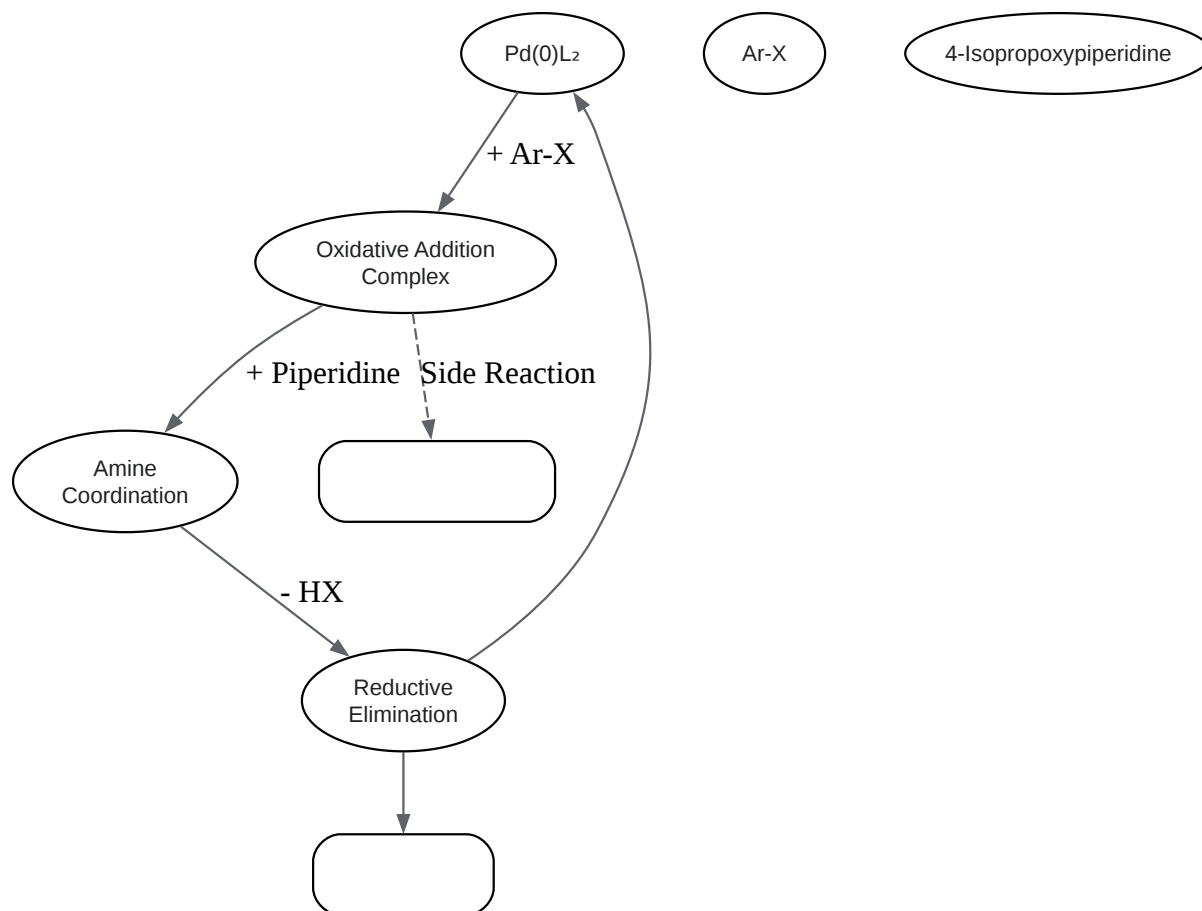 Pd(0)L₂
Ar-X
4-Isopropoxypiperidine
+ Ar-X
Oxidative Addition
Complex
+ Piperidine
Side Reaction
Amine
Coordination
- HX
Reductive
Elimination